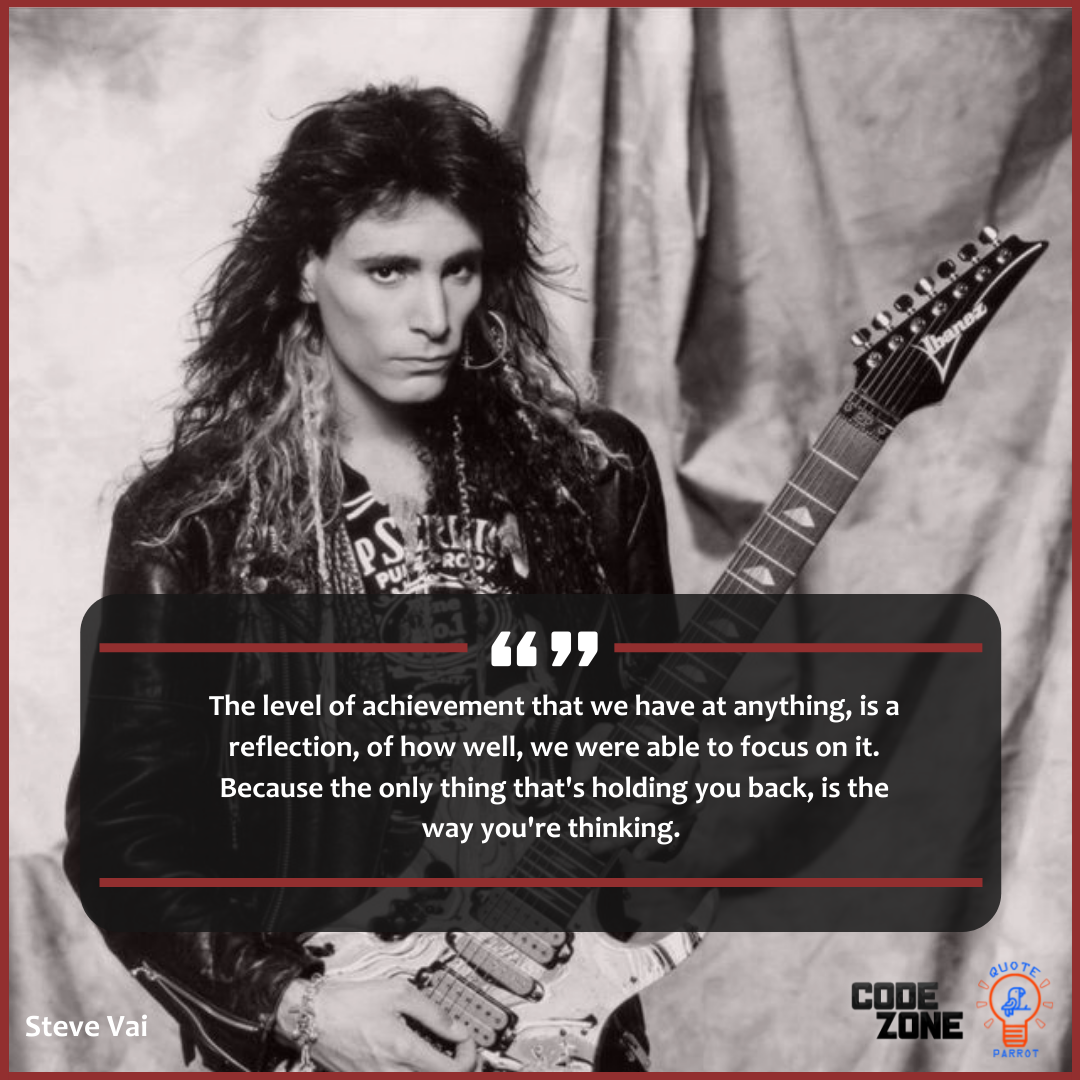 Ibanez
PUNK ROCK
“ ”
The level of achievement that we have at anything, is a
reflection, of how well, we were able to focus on it.
Because the only thing that's holding you back, is the
way you're thinking.
Steve Vai
CODE
ZONE
QUOTE
PARROT